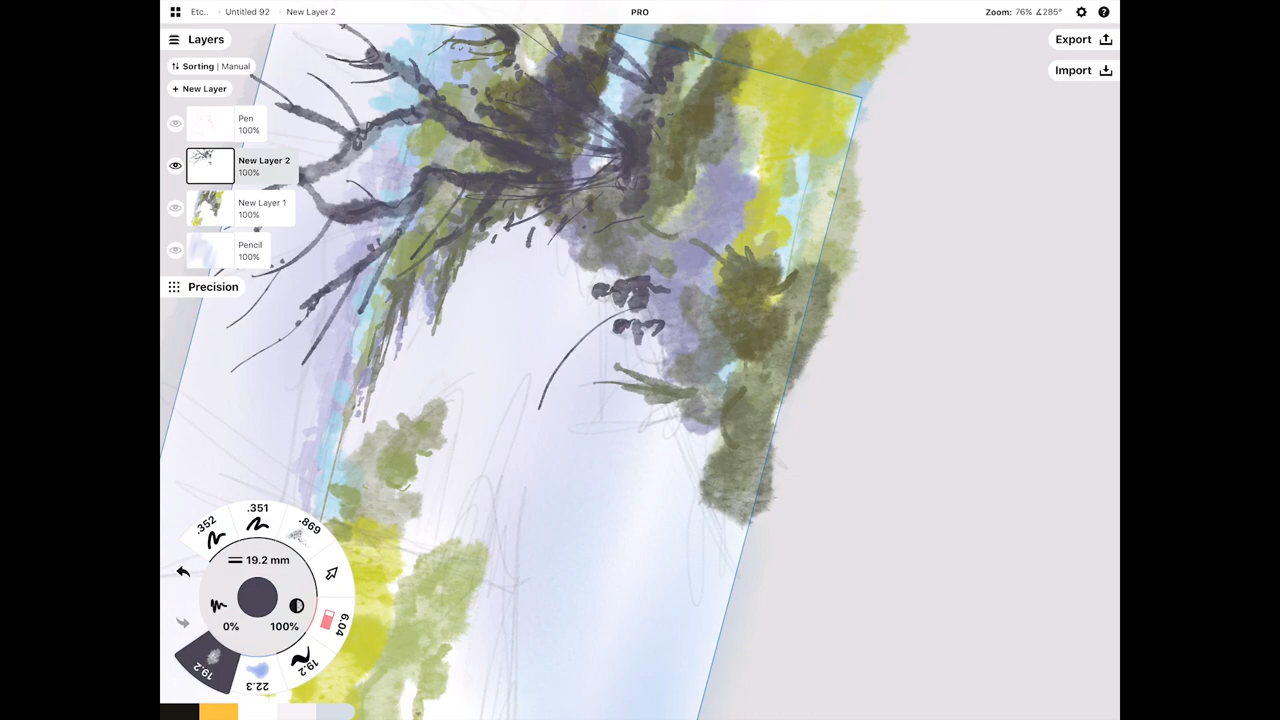 Etc.. › Untitled 92 › New Layer 2
PRO
Zoom: 76% ∡285°
Layers
Export
Sorting | Manual
Import
+ New Layer
Pen
100%
New Layer 2
100%
New Layer 1
100%
Pencil
100%
Precision
.352
.351
.869
19.2 mm
6.04
0%
100%
19.2
22.3
19.2